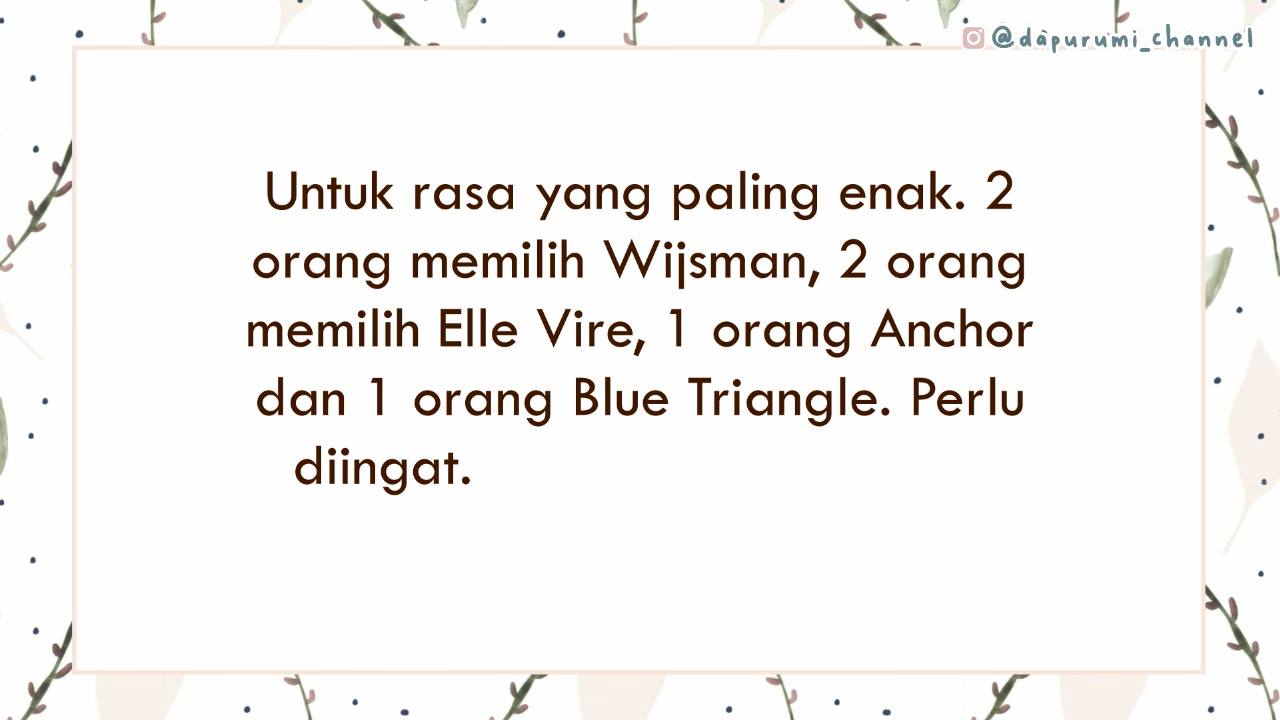 @dapurumi_channel
Untuk rasa yang paling enak. 2
orang memilih Wijsman, 2 orang
memilih Elle Vire, 1 orang Anchor
dan 1 orang Blue Triangle. Perlu
diingat.